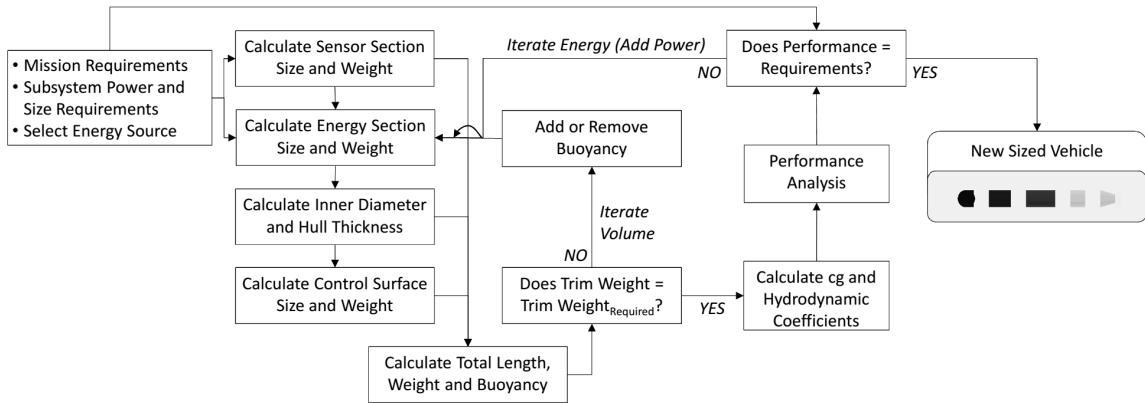 • Mission Requirements
• Subsystem Power and
Size Requirements
• Select Energy Source
Calculate Sensor Section
Size and Weight
Calculate Energy Section
Size and Weight
Calculate Inner Diameter
and Hull Thickness
Calculate Control Surface
Size and Weight
Calculate Total Length,
Weight and Buoyancy
Iterate Energy (Add Power)
Add or Remove
Buoyancy
Iterate
Volume
NO
Does Trim Weight =
Trim WeightRequired?
YES
Calculate cg and
Hydrodynamic
Coefficients
Performance
Analysis
Does Performance =
Requirements?
NO
YES
New Sized Vehicle